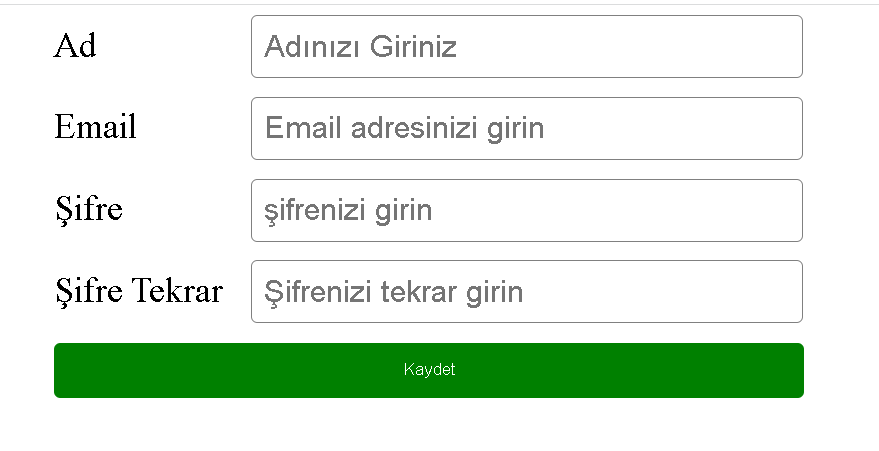 Ad Adınızı Giriniz
Email Email adresinizi girin
Şifre şifrenizi girin
Şifre Tekrar Şifrenizi tekrar girin
Kaydet